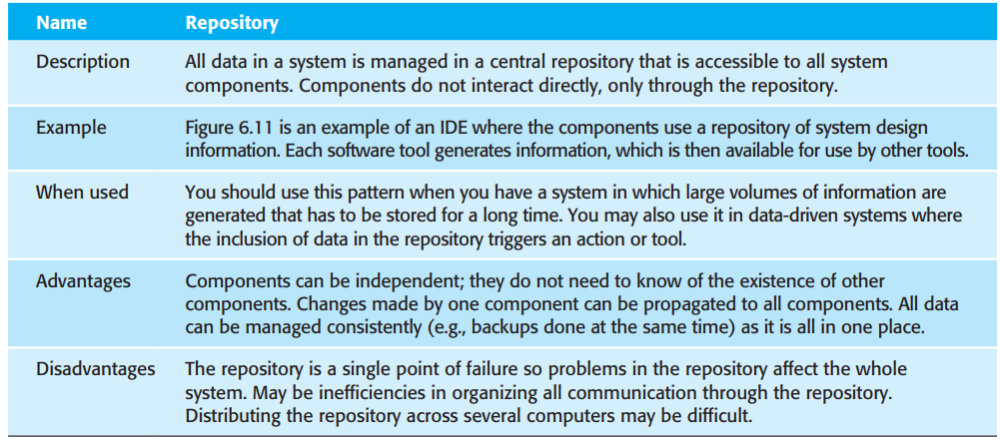 Name Repository
Description All data in a system is managed in a central repository that is accessible to all system
components. Components do not interact directly, only through the repository.
Example Figure 6.11 is an example of an IDE where the components use a repository of system design
information. Each software tool generates information, which is then available for use by other tools.
When used You should use this pattern when you have a system in which large volumes of information are
generated that has to be stored for a long time. You may also use it in data-driven systems where
the inclusion of data in the repository triggers an action or tool.
Advantages Components can be independent; they do not need to know of the existence of other
components. Changes made by one component can be propagated to all components. All data
can be managed consistently (e.g., backups done at the same time) as it is all in one place.
Disadvantages The repository is a single point of failure so problems in the repository affect the whole
system. May be inefficiencies in organizing all communication through the repository.
Distributing the repository across several computers may be difficult.